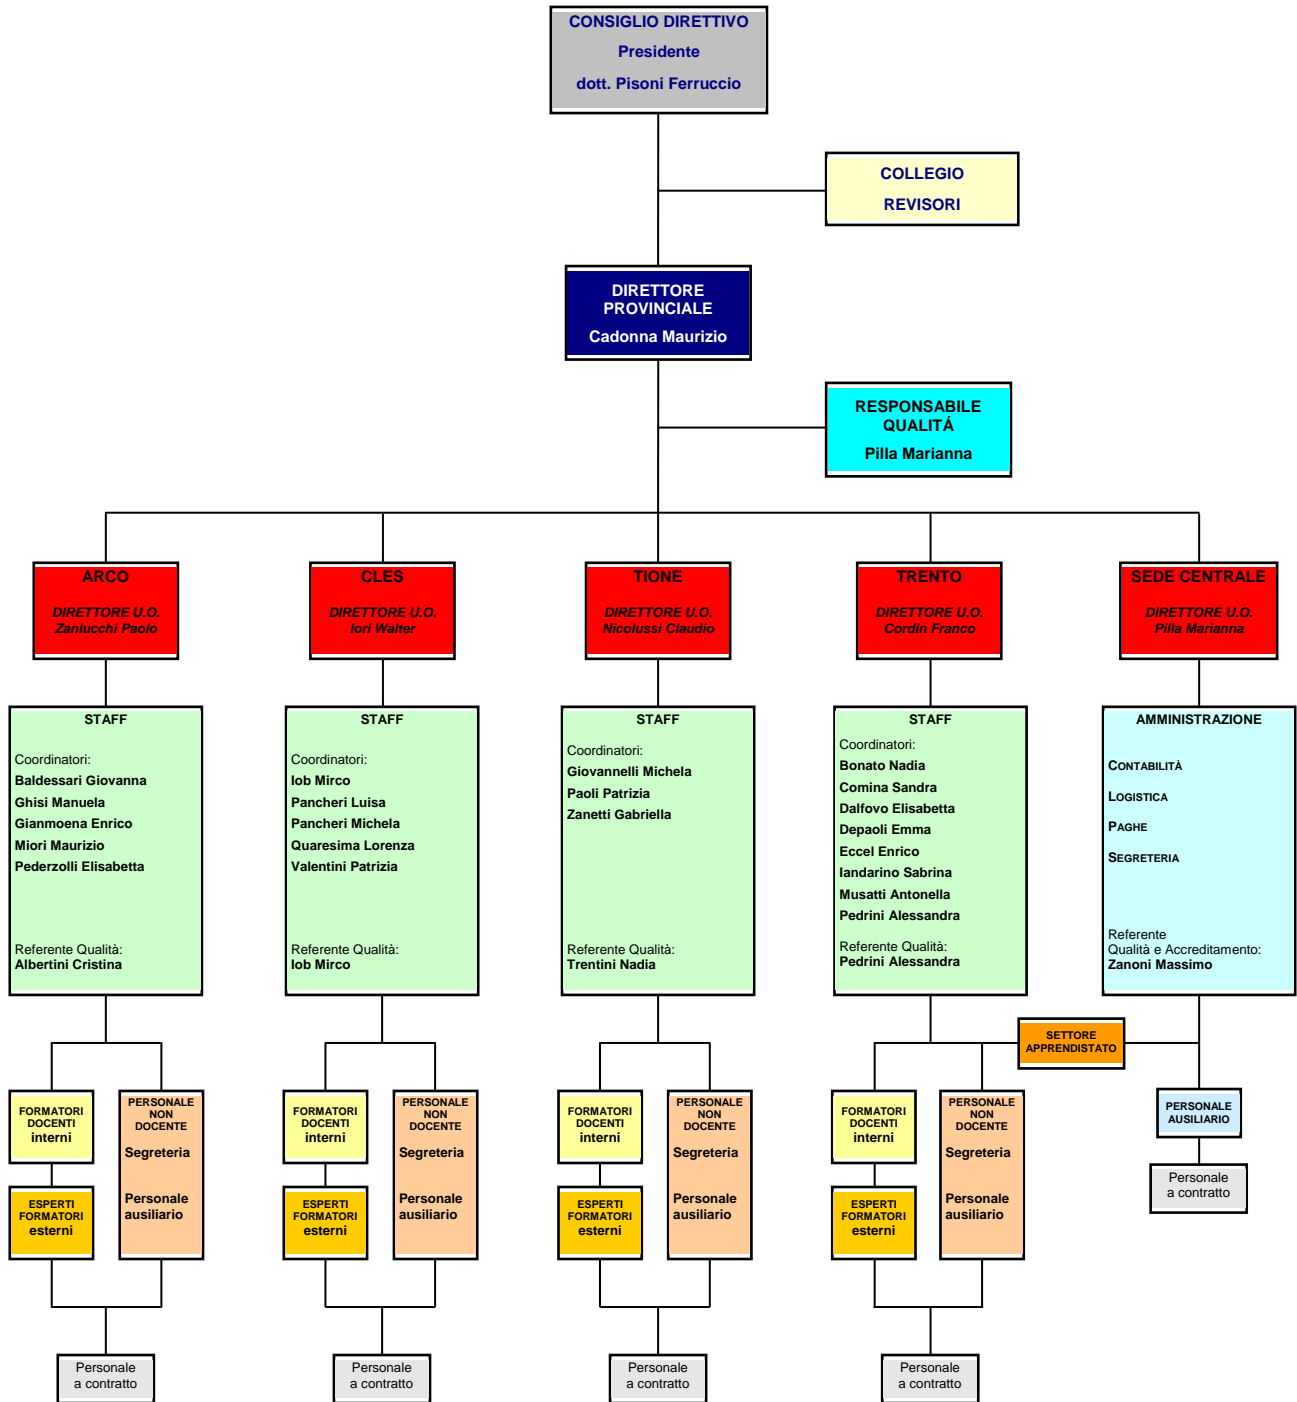 CONSIGLIO DIRETTIVO
Presidente
dott. Pisoni Ferruccio
COLLEGIO
REVISORI
DIRETTORE
PROVINCIALE
Cadonna Maurizio
RESPONSABILE
QUALITÁ
Pilla Marianna
ARCO
DIRETTORE U.O.
Zanlucchi Paolo
CLES
DIRETTORE U.O.
Iori Walter
TIONE
DIRETTORE U.O.
Nicolussi Claudio
TRENTO
DIRETTORE U.O.
Cordin Franco
SEDE CENTRALE
DIRETTORE U.O.
Pilla Marianna
STAFF
Coordinatori:
Baldessari Giovanna
Ghisi Manuela
Gianmoena Enrico
Miori Maurizio
Pederzolli Elisabetta
Referente Qualità:
Albertini Cristina
STAFF
Coordinatori:
Iob Mirco
Pancheri Luisa
Pancheri Michela
Quaresima Lorenza
Valentini Patrizia
Referente Qualità:
Iob Mirco
STAFF
Coordinatori:
Giovannelli Michela
Paoli Patrizia
Zanetti Gabriella
Referente Qualità:
Trentini Nadia
STAFF
Coordinatori:
Bonato Nadia
Comina Sandra
Dalfovo Elisabetta
Depaoli Emma
Eccel Enrico
Iandarino Sabrina
Musatti Antonella
Pedrini Alessandra
Referente Qualità:
Pedrini Alessandra
AMMINISTRAZIONE
CONTABILITÀ
LOGISTICA
PAGHE
SEGRETERIA
Referente
Qualità e Accreditamento:
Zanoni Massimo
SETTORE
APPRENDISTATO
FORMATORI
DOCENTI
interni
PERSONALE
NON
DOCENTE
Segreteria
Personale
ausiliario
ESPERTI
FORMATORI
esterni
FORMATORI
DOCENTI
interni
PERSONALE
NON
DOCENTE
Segreteria
Personale
ausiliario
ESPERTI
FORMATORI
esterni
FORMATORI
DOCENTI
interni
PERSONALE
NON
DOCENTE
Segreteria
Personale
ausiliario
ESPERTI
FORMATORI
esterni
FORMATORI
DOCENTI
interni
PERSONALE
NON
DOCENTE
Segreteria
Personale
ausiliario
ESPERTI
FORMATORI
esterni
PERSONALE
AUSILIARIO
Personale
a contratto
Personale
a contratto
Personale
a contratto
Personale
a contratto
Personale
a contratto